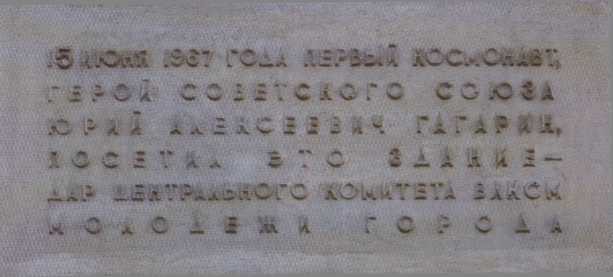 15 ИЮНЯ 1967 ГОДА ПЕРВЫЙ КОСМОНАВТ,
ГЕРОЙ СОВЕТСКОГО СОЮЗА
ЮРИЙ АЛЕКСЕЕВИЧ ГАГАРИН,
ПОСЕТИЛ ЭТО ЗДАНИЕ—
ДАР ЦЕНТРАЛЬНОГО КОМИТЕТА ВЛКСМ
МОЛОДЕЖИ ГОРОДА